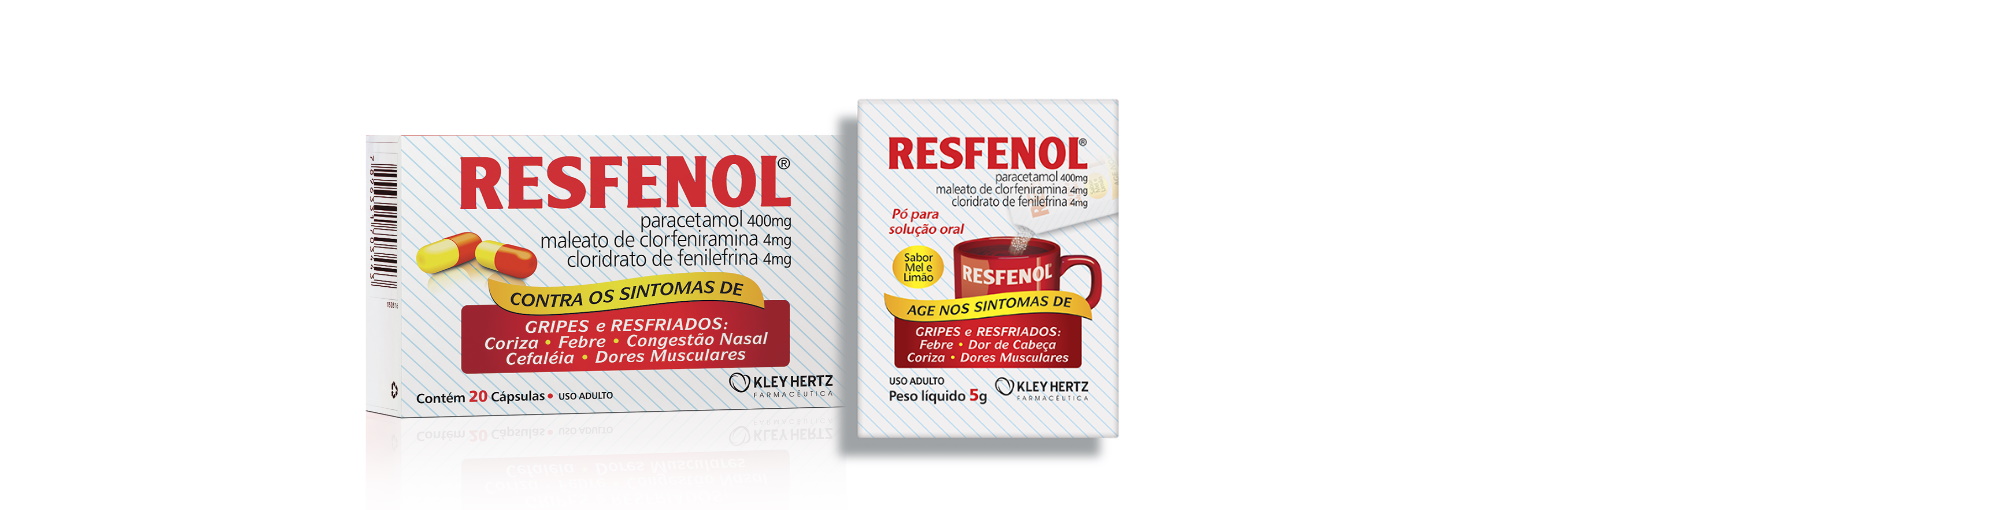 RESFENOL®
paracetamol 400mg
maleato de clorfeniramina 4mg
cloridrato de fenilefrina 4mg
CONTRA OS SINTOMAS DE
GRIPES e RESFRIADOS:
Coriza • Febre • Congestão Nasal
Cefaléia • Dores Musculares
Contém 20 Cápsulas • USO ADULTO
KLEY HERTZ
FARMACÊUTICA
RESFENOL®
paracetamol 400mg
maleato de clorfeniramina 4mg
cloridrato de fenilefrina 4mg
Pó para
solução oral
Sabor
Mel e
Limão
RESFENOL
AGE NOS SINTOMAS DE
GRIPES e RESFRIADOS:
Febre • Dor de Cabeça
Coriza • Dores Musculares
USO ADULTO
Peso líquido 5g
KLEY HERTZ
FARMACÊUTICA